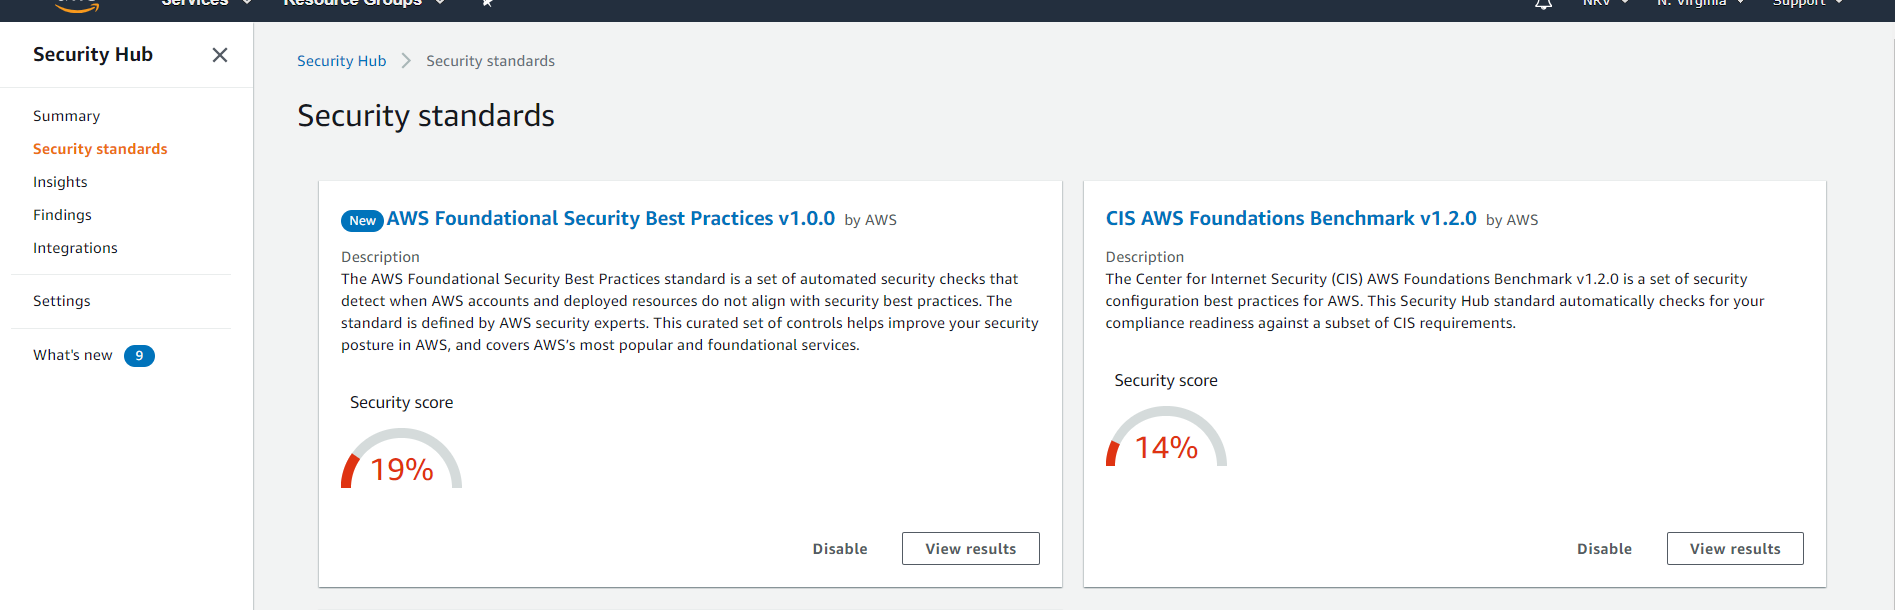 Services Resource Groups NKV N. Virginia Support
Security Hub
Summary
Security standards
Insights
Findings
Integrations
Settings
What's new 9
Security Hub Security standards
Security standards
New AWS Foundational Security Best Practices v1.0.0 by AWS
Description
The AWS Foundational Security Best Practices standard is a set of automated security checks that
detect when AWS accounts and deployed resources do not align with security best practices. The
standard is defined by AWS security experts. This curated set of controls helps improve your security
posture in AWS, and covers AWS’s most popular and foundational services.
Security score
19%
Disable View results
CIS AWS Foundations Benchmark v1.2.0 by AWS
Description
The Center for Internet Security (CIS) AWS Foundations Benchmark v1.2.0 is a set of security
configuration best practices for AWS. This Security Hub standard automatically checks for your
compliance readiness against a subset of CIS requirements.
Security score
14%
Disable View results